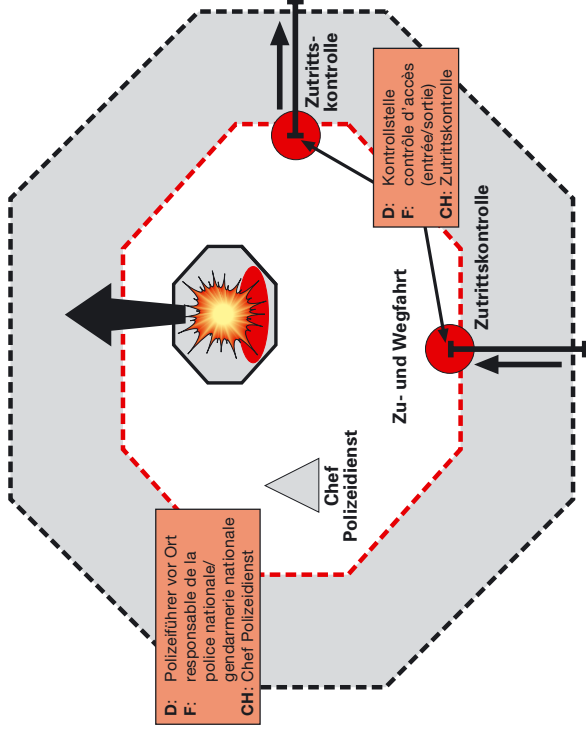 D: Polizeiführer vor Ort
F: responsable de la
police nationale/
gendarmerie nationale
CH: Chef Polizeidienst
Chef
Polizeidienst
Zu- und Wegfahrt
Zutrittskontrolle
D: Kontrollstelle
F: contrôle d'accès
(entrée/sortie)
CH: Zutrittskontrolle
Zutritts-
kontrolle